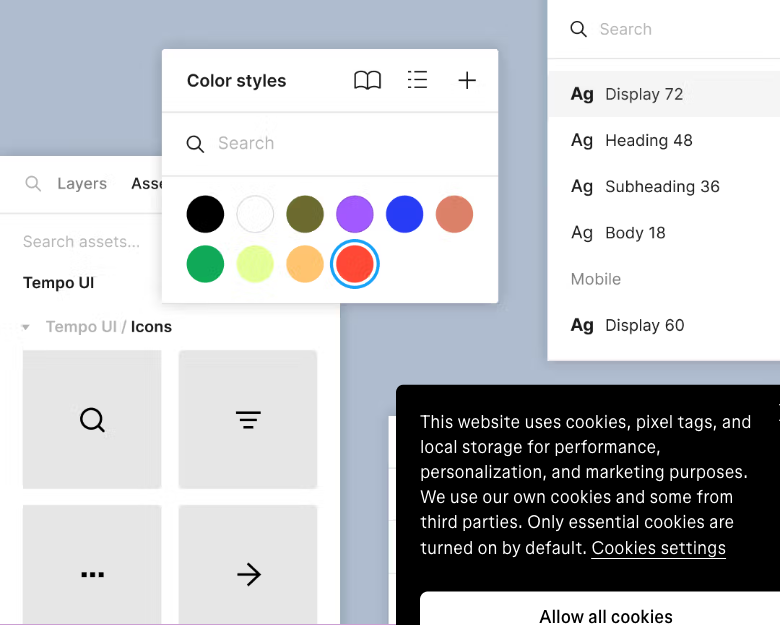 Color styles
Search
Layers
Search assets...
Tempo UI
Tempo UI / Icons
Search
Ag Display 72
Ag Heading 48
Ag Subheading 36
Ag Body 18
Mobile
Ag Display 60
This website uses cookies, pixel tags, and
local storage for performance,
personalization, and marketing purposes.
We use our own cookies and some from
third parties. Only essential cookies are
turned on by default. Cookies settings
Allow all cookies